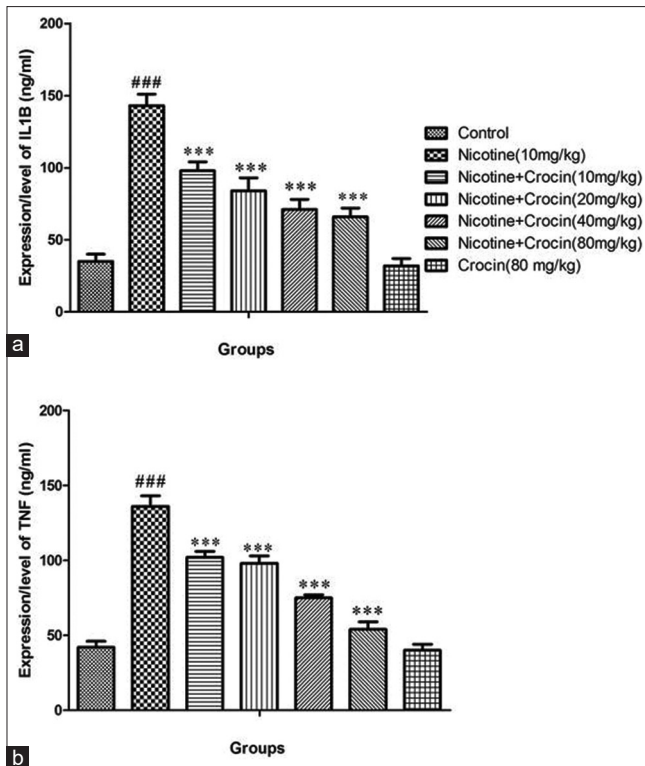 Expression/level of IL1B (ng/ml)
200
150
100
50
0
###
***
***
***
***
Control
Nicotine(10mg/kg)
Nicotine+Crocin(10mg/kg)
Nicotine+Crocin(20mg/kg)
Nicotine+Crocin(40mg/kg)
Nicotine+Crocin(80mg/kg)
Crocin(80 mg/kg)
Groups
a
Expression/level of TNF (ng/ml)
200
150
100
50
0
###
***
***
***
***
Groups
b